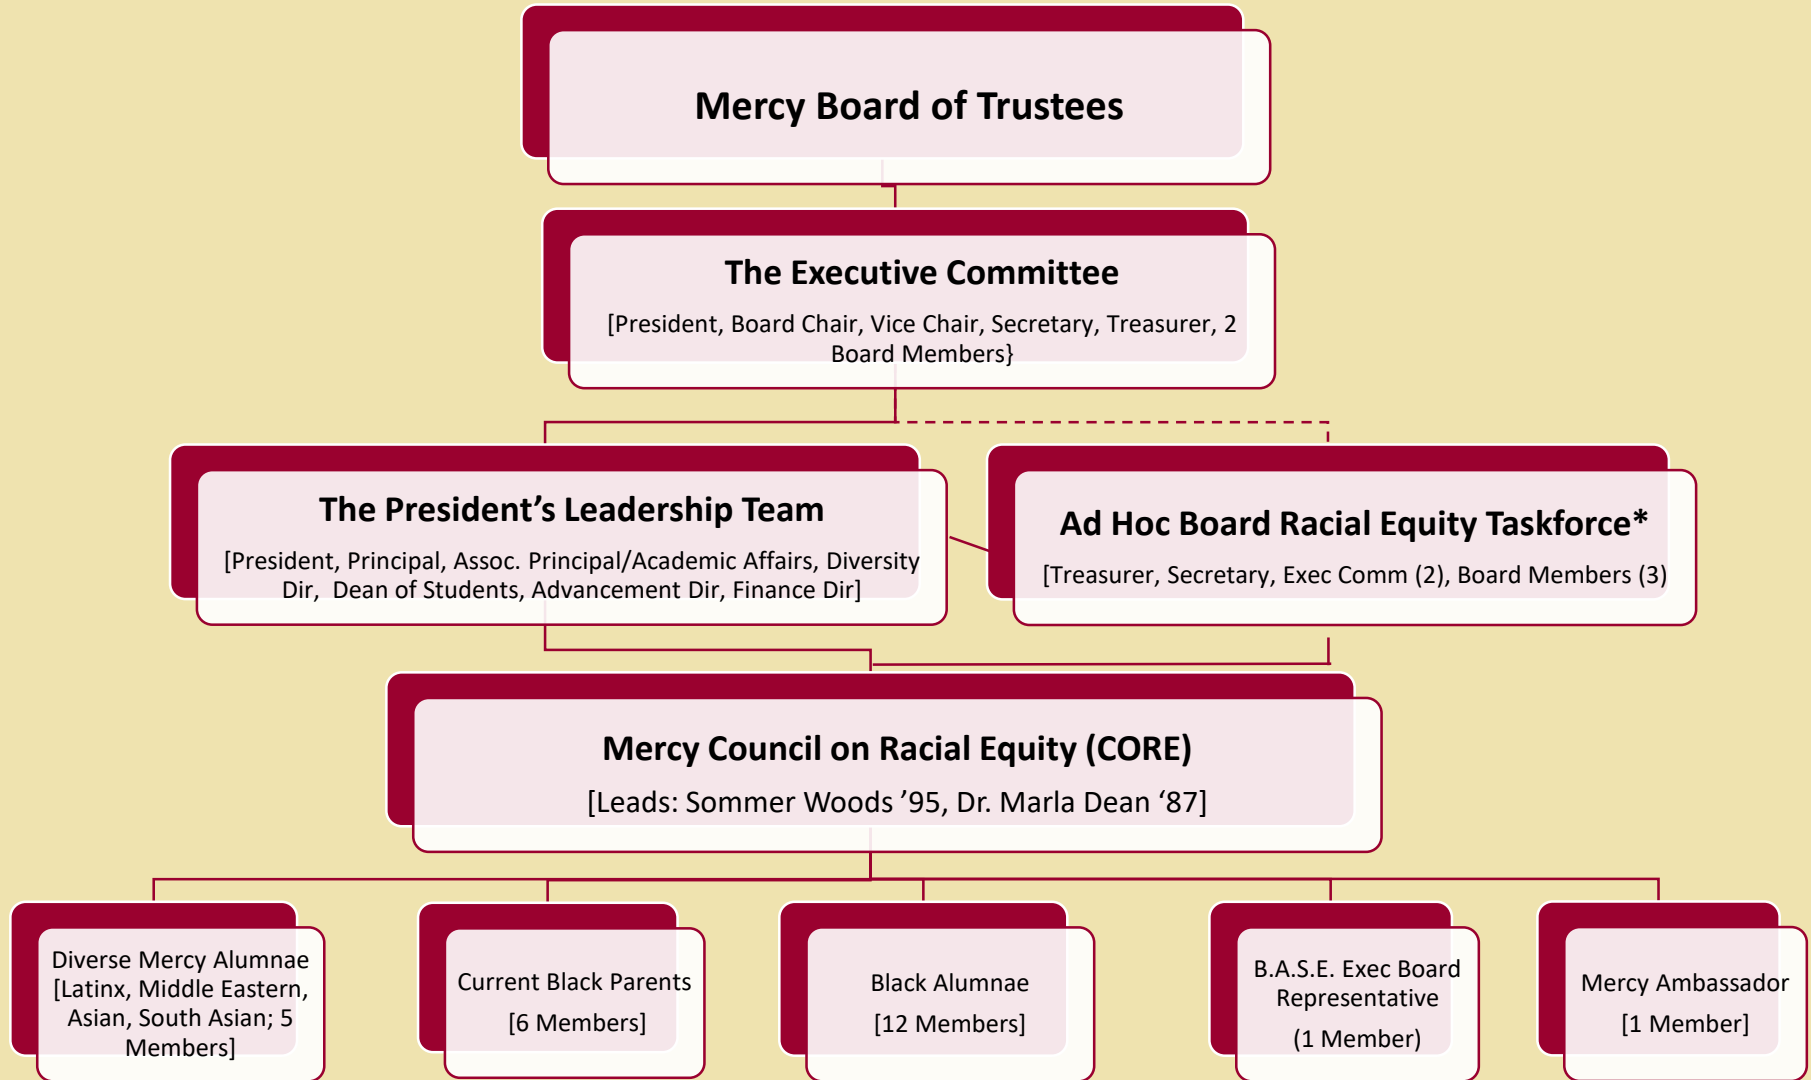 Mercy Board of Trustees
The Executive Committee
[President, Board Chair, Vice Chair, Secretary, Treasurer, 2
Board Members}
The President’s Leadership Team
[President, Principal, Assoc. Principal/Academic Affairs, Diversity
Dir, Dean of Students, Advancement Dir, Finance Dir]
Ad Hoc Board Racial Equity Taskforce*
[Treasurer, Secretary, Exec Comm (2), Board Members (3)
Mercy Council on Racial Equity (CORE)
[Leads: Sommer Woods ’95, Dr. Marla Dean ‘87]
Diverse Mercy Alumnae
[Latinx, Middle Eastern,
Asian, South Asian; 5
Members]
Current Black Parents
[6 Members]
Black Alumnae
[12 Members]
B.A.S.E. Exec Board
Representative
(1 Member)
Mercy Ambassador
[1 Member]